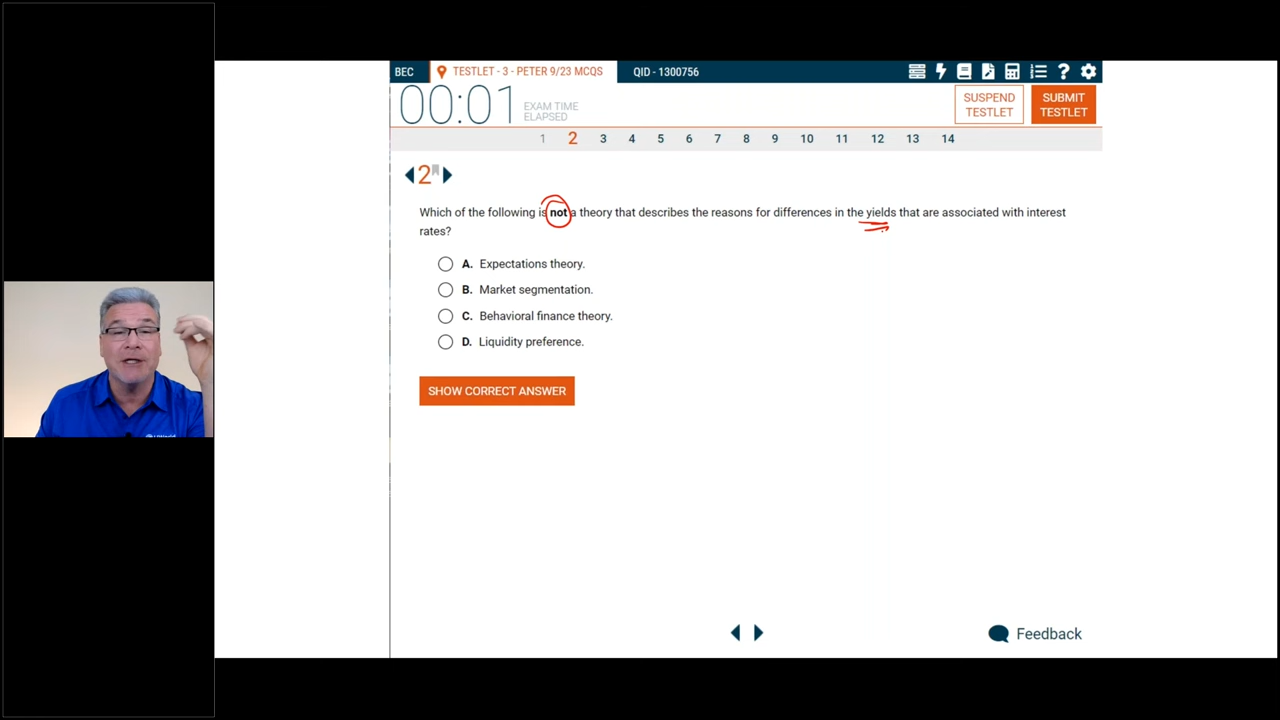 BEC TESTLET - 3 - PETER 9/23 MCQS QID - 1300756
00:01 EXAM TIME ELAPSED
SUSPEND TESTLET
SUBMIT TESTLET
1 2 3 4 5 6 7 8 9 10 11 12 13 14
2
Which of the following is not a theory that describes the reasons for differences in the yields that are associated with interest
rates?
A. Expectations theory.
B. Market segmentation.
C. Behavioral finance theory.
D. Liquidity preference.
SHOW CORRECT ANSWER
Feedback